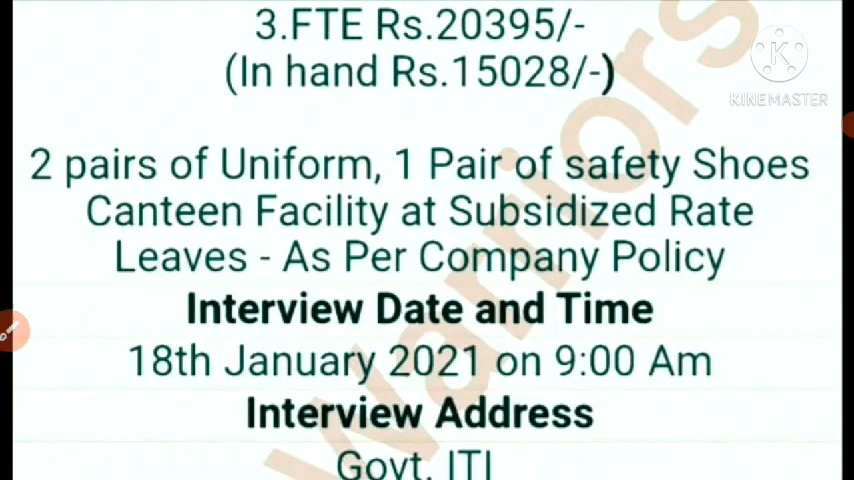 3.FTE Rs.20395/-
(In hand Rs.15028/-)
K
KINEMASTER
2 pairs of Uniform, 1 Pair of safety Shoes
Canteen Facility at Subsidized Rate
Leaves - As Per Company Policy
Interview Date and Time
18th January 2021 on 9:00 Am
Interview Address
Govt. ITI
Warriors